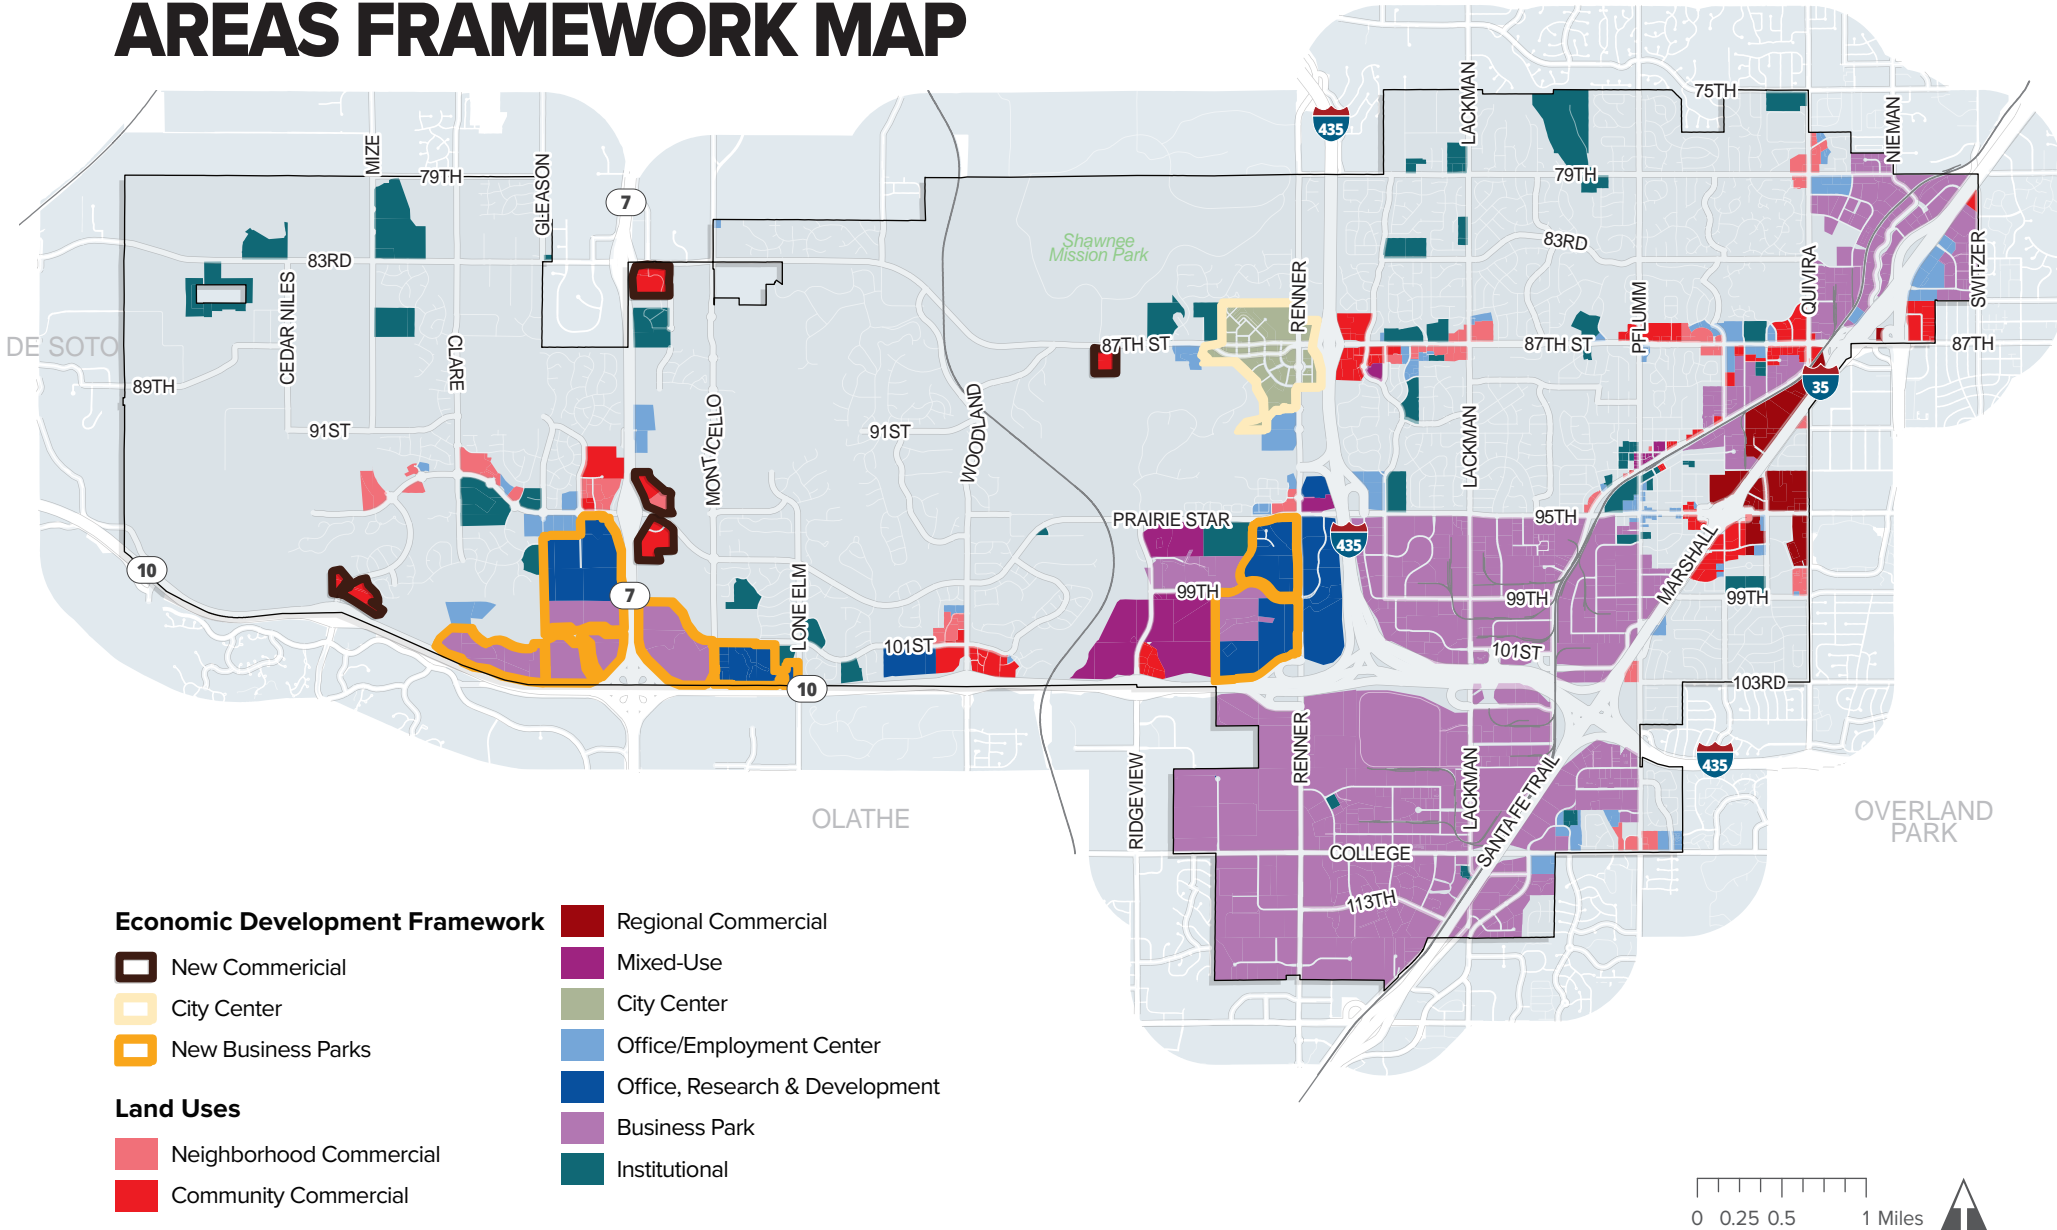 AREAS FRAMEWORK MAP
75TH
LACKMAN
NIEMAN
435
MIZE
79TH
GLEASON
7
79TH
83RD
Shawnee
Mission Park
83RD
RENNER
QUIVIRA
SWITZER
CEDAR NILES
PFLUMM
DE SOTO
CLARE
87TH ST
87TH ST
87TH
89TH
35
MONTICELLO
WOODLAND
91ST
91ST
LACKMAN
PRAIRIE STAR
95TH
435
MARSHALL
10
7
99TH
99TH
99TH
LONE ELM
101ST
101ST
10
103RD
RENNER
RIDGEVIEW
LACKMAN
SANTA FE TRAIL
435
OLATHE
OVERLAND
PARK
COLLEGE
113TH
Economic Development Framework
New Commericial
City Center
New Business Parks
Land Uses
Neighborhood Commercial
Community Commercial
Regional Commercial
Mixed-Use
City Center
Office/Employment Center
Office, Research & Development
Business Park
Institutional
0 0.25 0.5 1 Miles